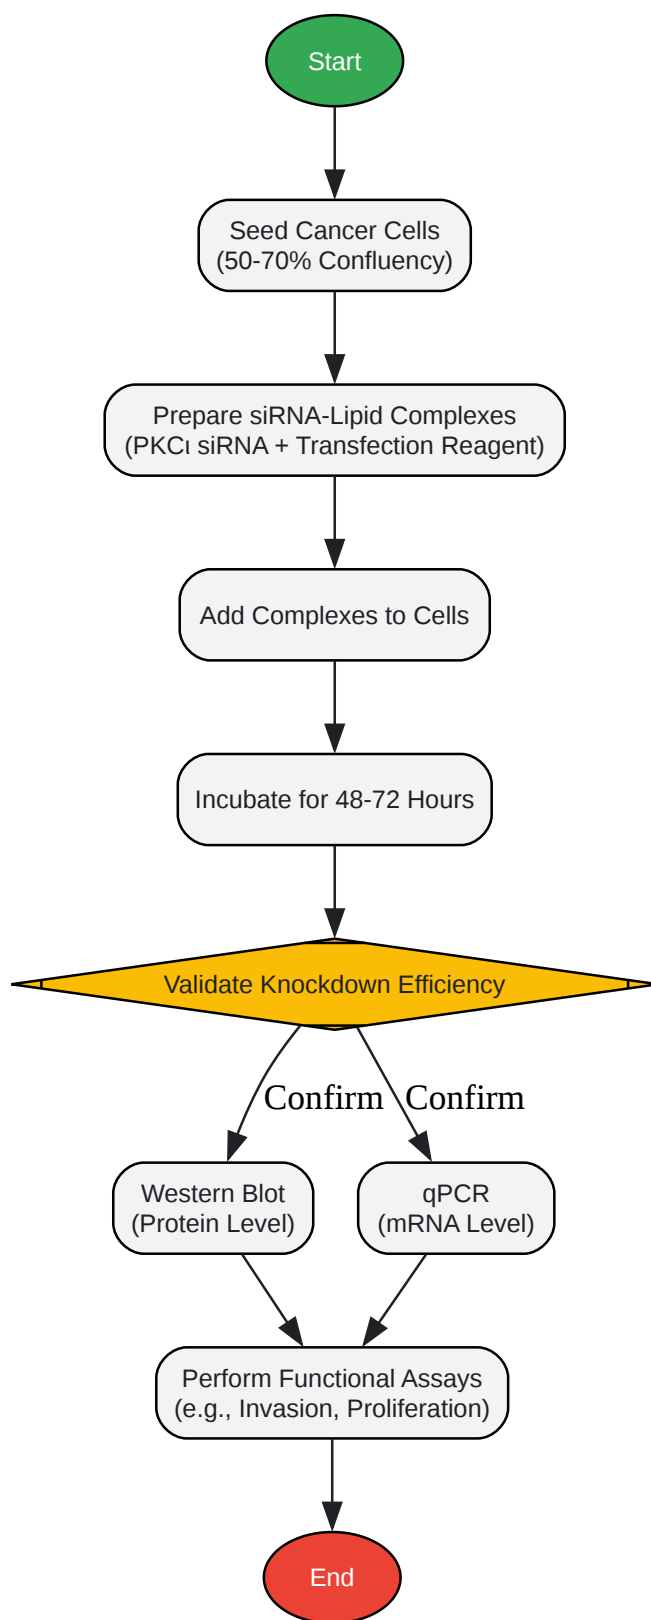 Start
Seed Cancer Cells
(50-70% Confluency)
Prepare siRNA-Lipid Complexes
(PKCι siRNA + Transfection Reagent)
Add Complexes to Cells
Incubate for 48-72 Hours
Validate Knockdown Efficiency
Confirm
Confirm
Western Blot
(Protein Level)
qPCR
(mRNA Level)
Perform Functional Assays
(e.g., Invasion, Proliferation)
End